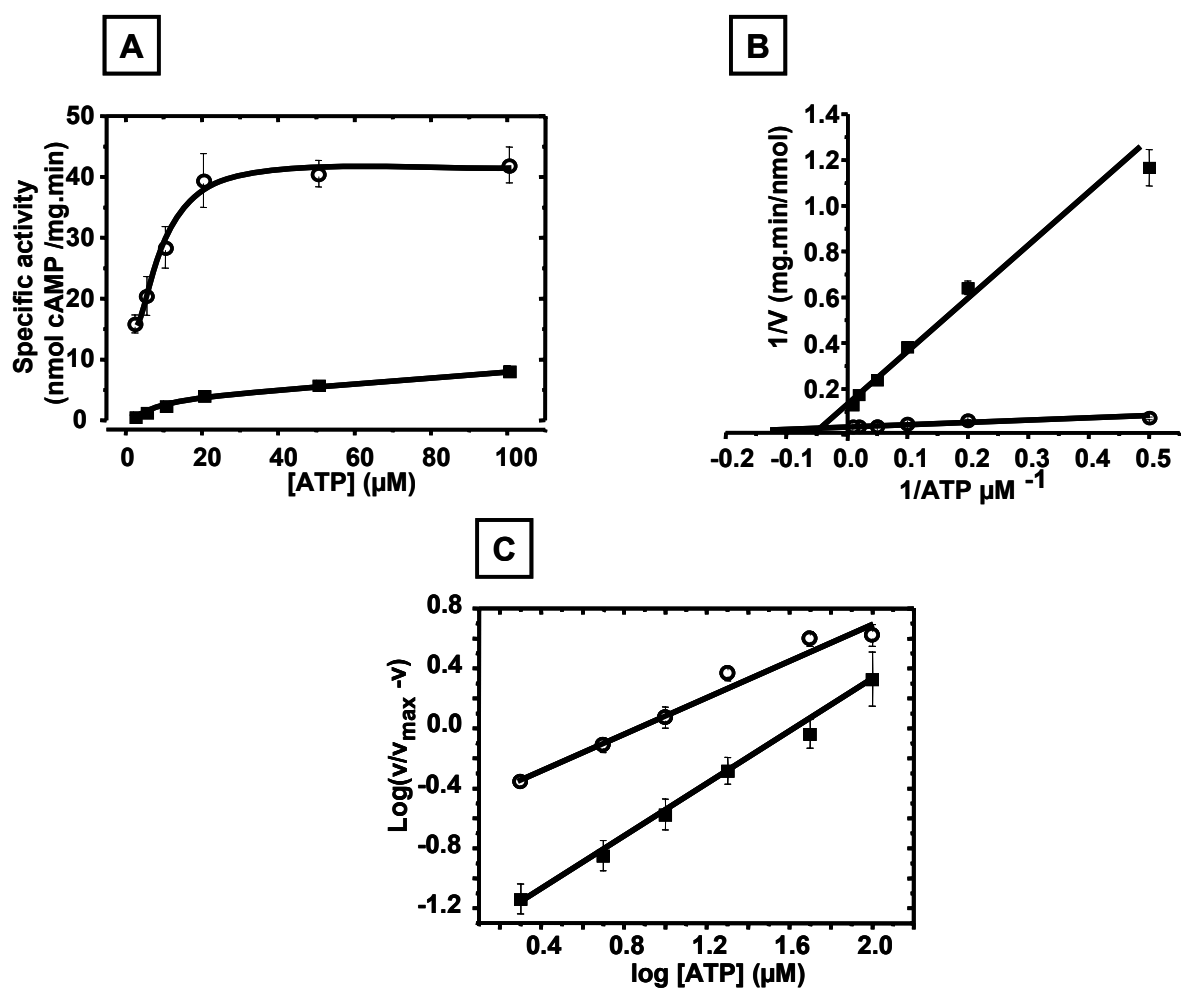 A
50
40
30
20
10
0
Specific activity
(nmol cAMP /mg.min)
0 20 40 60 80 100
[ATP] (µM)
B
1.4
1.2
1.0
0.8
0.6
0.4
0.2
1/V (mg.min/nmol)
-0.2 -0.1 0.0 0.1 0.2 0.3 0.4 0.5
1/ATP µM -1
C
0.8
0.4
0.0
-0.4
-0.8
-1.2
Log(v/vmax -v)
0.4 0.8 1.2 1.6 2.0
log [ATP] (µM)